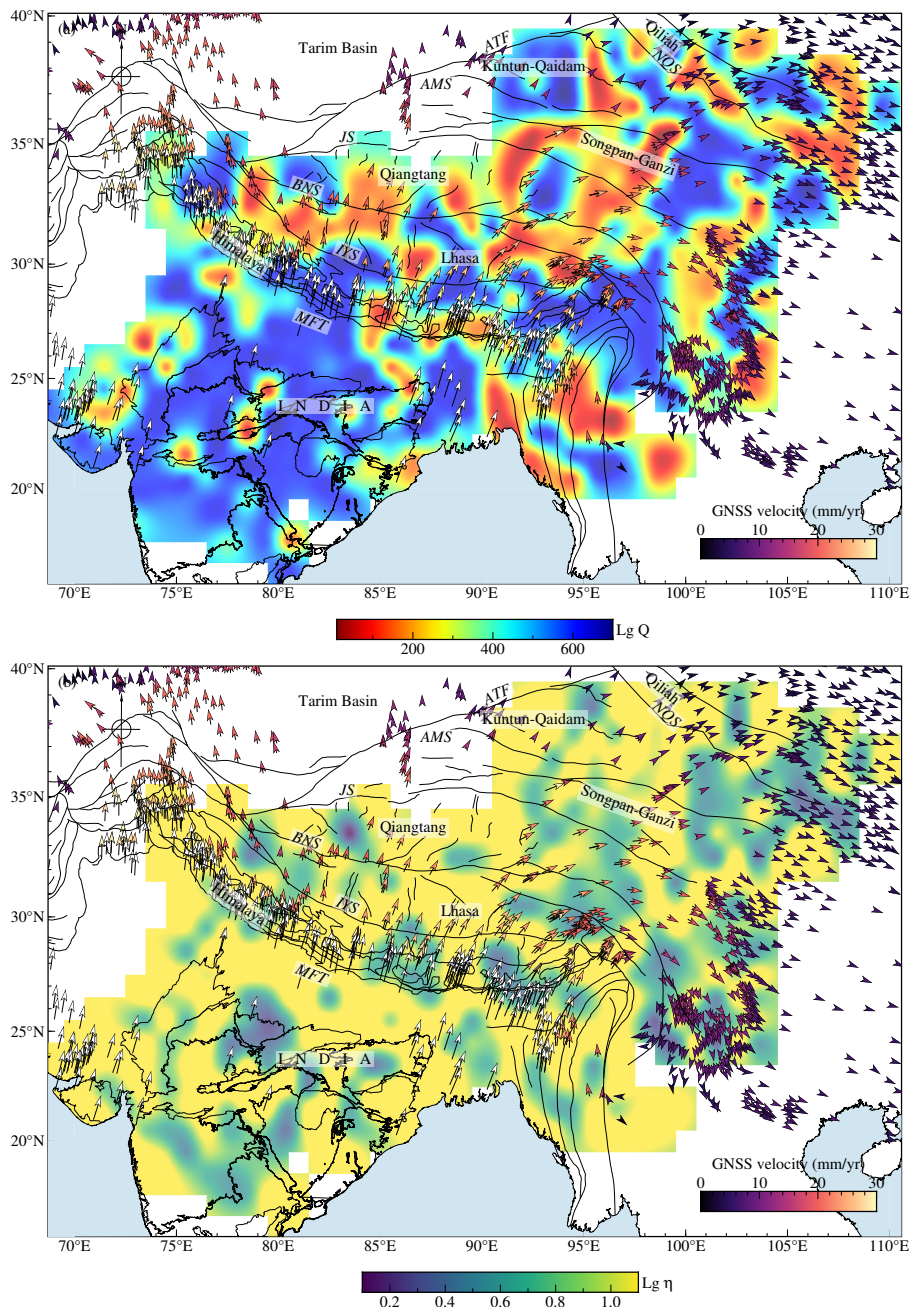 40°N
(a)
Tarim Basin
ATF
Qilian
NQS
Kuntun-Qaidam
AMS
35°N
JS
Songpan-Ganzi
BNS
Qiangtang
30°N
Himalaya
IYS
Lhasa
MFT
25°N
I N D I A
20°N
GNSS velocity (mm/yr)
0 10 20 30
70°E 75°E 80°E 85°E 90°E 95°E 100°E 105°E 110°E
Lg Q
200 400 600
40°N
Tarim Basin
ATF
Qilian
NQS
Kuntun-Qaidam
AMS
35°N
JS
Songpan-Ganzi
BNS
Qiangtang
30°N
Himalaya
IYS
Lhasa
MFT
25°N
I N D I A
20°N
GNSS velocity (mm/yr)
0 10 20 30
70°E 75°E 80°E 85°E 90°E 95°E 100°E 105°E 110°E
Lg η
0.2 0.4 0.6 0.8 1.0